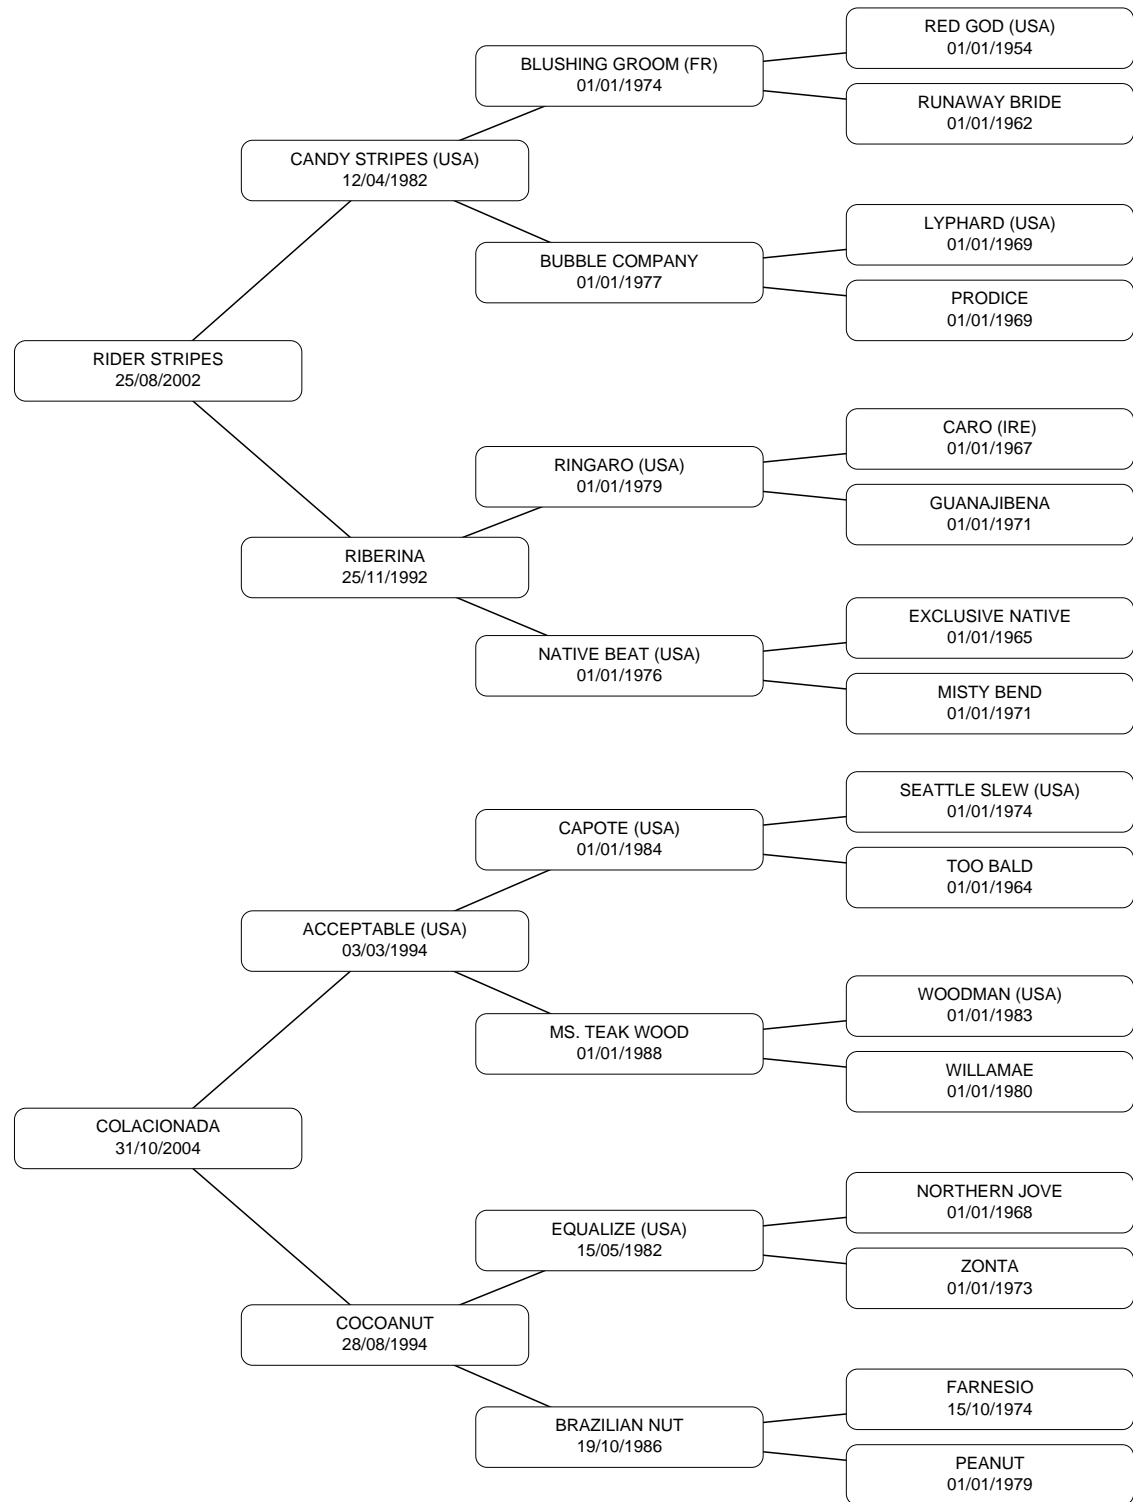 RED GOD (USA)
01/01/1954
BLUSHING GROOM (FR)
01/01/1974
RUNAWAY BRIDE
01/01/1962
CANDY STRIPES (USA)
12/04/1982
LYPHARD (USA)
01/01/1969
BUBBLE COMPANY
01/01/1977
PRODICE
01/01/1969
RIDER STRIPES
25/08/2002
CARO (IRE)
01/01/1967
RINGARO (USA)
01/01/1979
GUANAJIBENA
01/01/1971
RIBERINA
25/11/1992
EXCLUSIVE NATIVE
01/01/1965
NATIVE BEAT (USA)
01/01/1976
MISTY BEND
01/01/1971
SEATTLE SLEW (USA)
01/01/1974
CAPOTE (USA)
01/01/1984
TOO BALD
01/01/1964
ACCEPTABLE (USA)
03/03/1994
WOODMAN (USA)
01/01/1983
MS. TEAK WOOD
01/01/1988
WILLAMAE
01/01/1980
COLACIONADA
31/10/2004
NORTHERN JOVE
01/01/1968
EQUALIZE (USA)
15/05/1982
ZONTA
01/01/1973
COCOANUT
28/08/1994
FARNESIO
15/10/1974
BRAZILIAN NUT
19/10/1986
PEANUT
01/01/1979